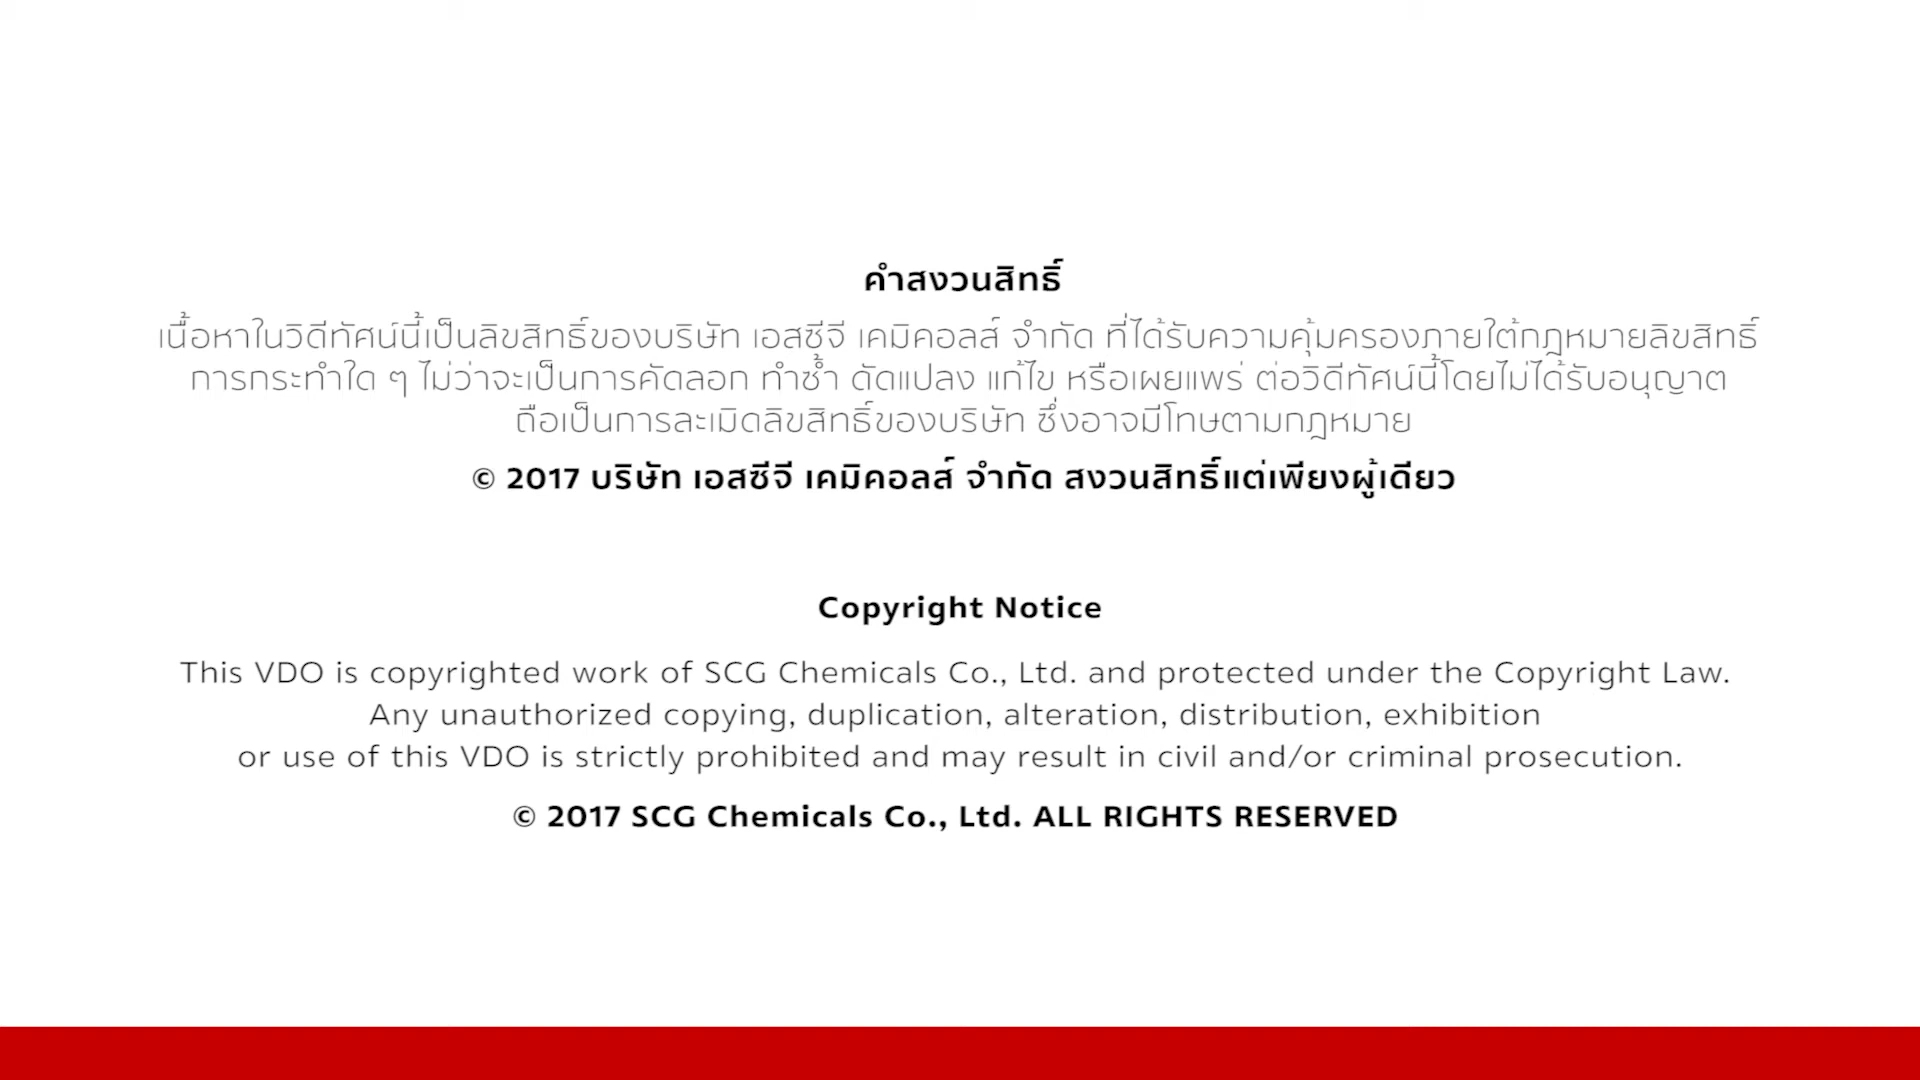 คำสงวนสิทธิ์
เนื้อหาในวิดีทัศน์นี้เป็นลิขสิทธิ์ของบริษัท เอสซีจี เคมิคอลส์ จำกัด ที่ได้รับความคุ้มครองภายใต้กฎหมายลิขสิทธิ์
การกระทำใด ๆ ไม่ว่าจะเป็นการคัดลอก ทำซ้ำ ดัดแปลง แก้ไข หรือเผยแพร่ ต่อวิดีทัศน์นี้โดยไม่ได้รับอนุญาต
ถือเป็นการละเมิดลิขสิทธิ์ของบริษัท ซึ่งอาจมีโทษตามกฎหมาย
© 2017 บริษัท เอสซีจี เคมิคอลส์ จำกัด สงวนสิทธิ์แต่เพียงผู้เดียว
Copyright Notice
This VDO is copyrighted work of SCG Chemicals Co., Ltd. and protected under the Copyright Law.
Any unauthorized copying, duplication, alteration, distribution, exhibition
or use of this VDO is strictly prohibited and may result in civil and/or criminal prosecution.
© 2017 SCG Chemicals Co., Ltd. ALL RIGHTS RESERVED